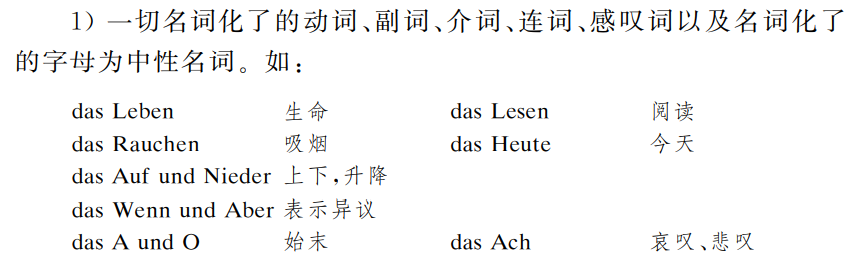 1) 一切名词化了的动词、副词、介词、连词、感叹词以及名词化了
的字母为中性名词。如:
das Leben 生命 das Lesen 阅读
das Rauchen 吸烟 das Heute 今天
das Auf und Nieder 上下,升降
das Wenn und Aber 表示异议
das A und O 始末 das Ach 哀叹、悲叹